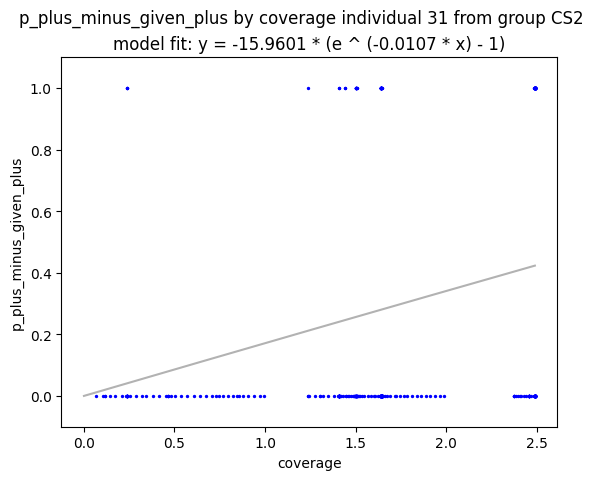 p_plus_minus_given_plus by coverage individual 31 from group CS2
model fit: y = -15.9601 * (e ^ (-0.0107 * x) - 1)
p_plus_minus_given_plus
1.0
0.8
0.6
0.4
0.2
0.0
0.0 0.5 1.0 1.5 2.0 2.5
coverage